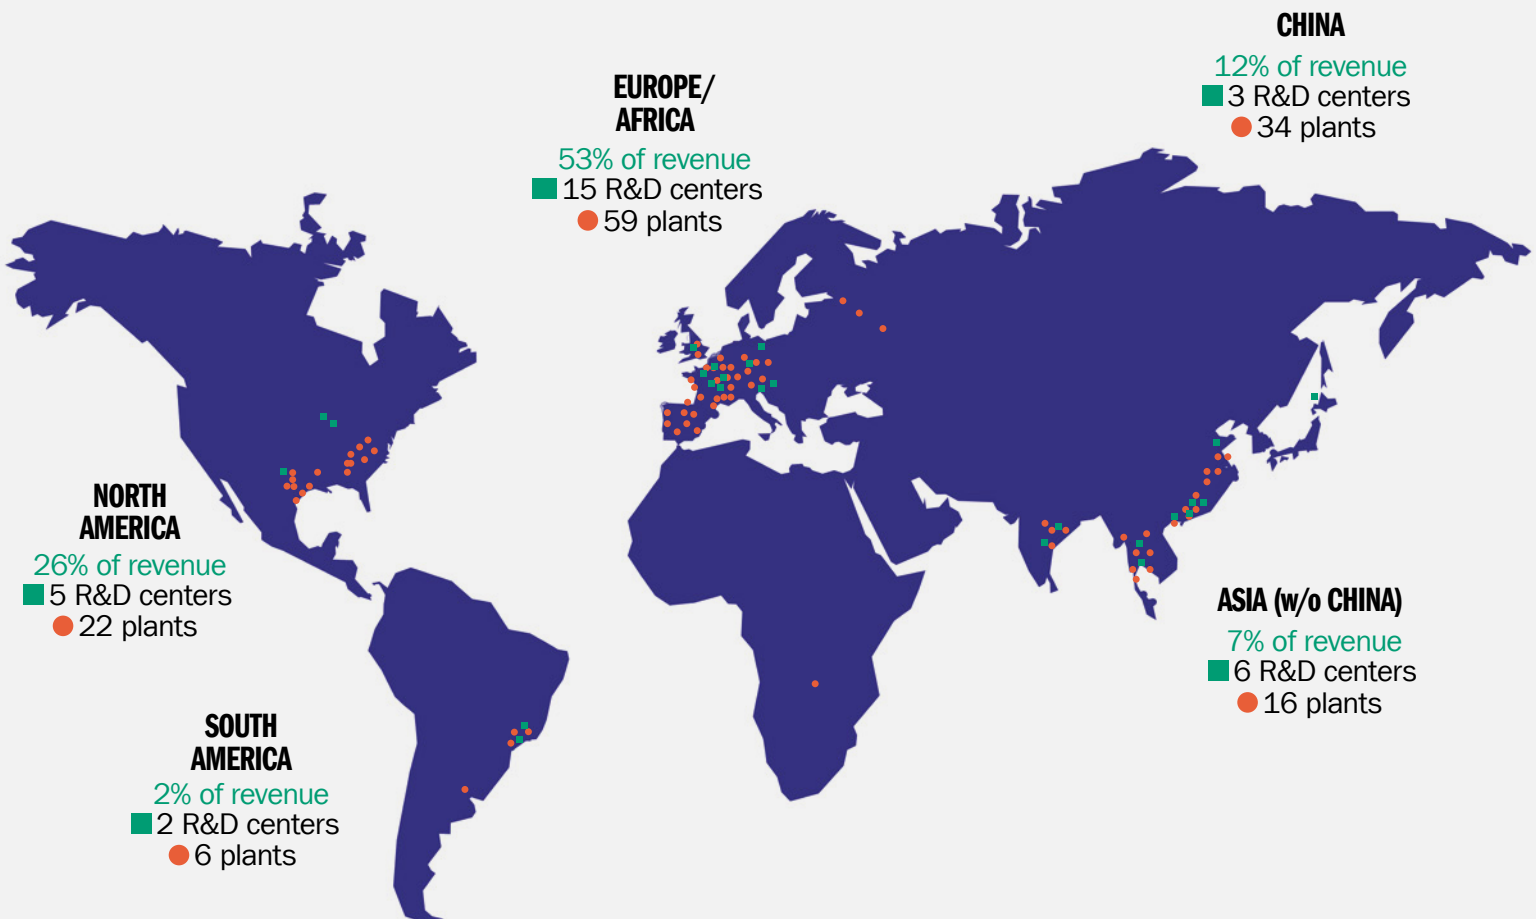 CHINA
12% of revenue
3 R&D centers
34 plants
EUROPE/
AFRICA
53% of revenue
15 R&D centers
59 plants
NORTH
AMERICA
26% of revenue
5 R&D centers
22 plants
ASIA (w/o CHINA)
7% of revenue
6 R&D centers
16 plants
SOUTH
AMERICA
2% of revenue
2 R&D centers
6 plants